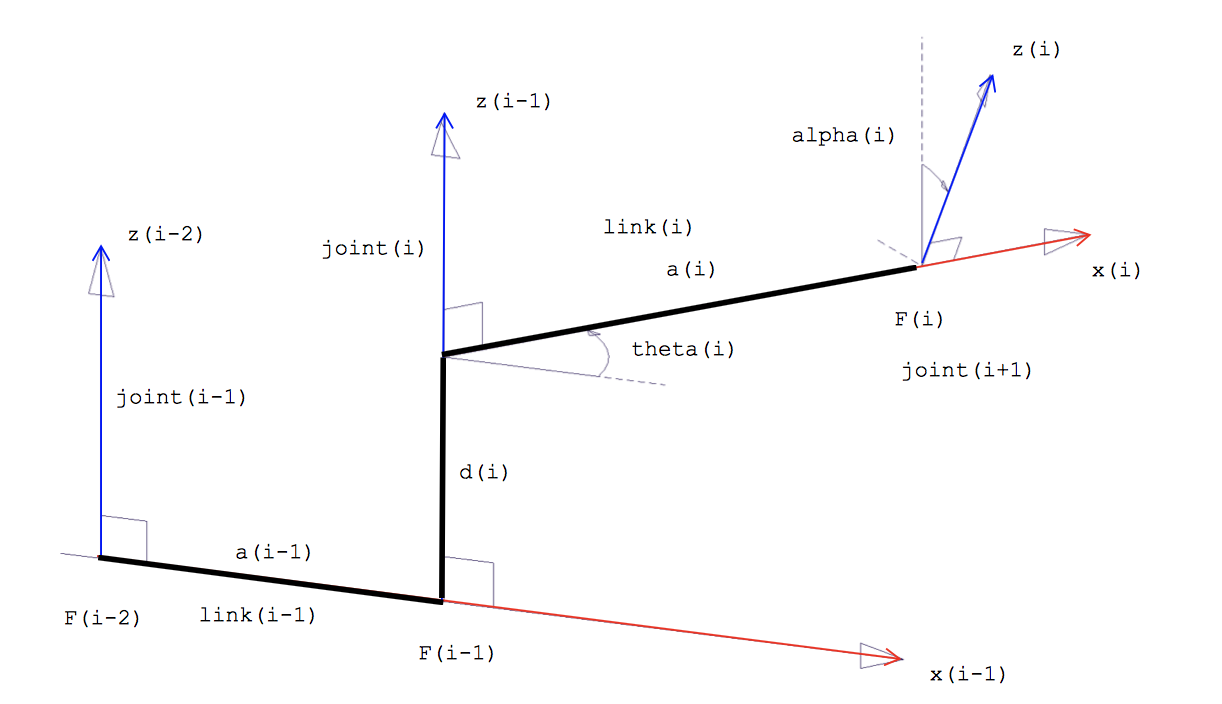 z(i)
z(i-1)
alpha(i)
link(i)
z(i-2)
joint(i)
a(i)
x(i)
F(i)
theta(i)
joint(i+1)
joint(i-1)
d(i)
a(i-1)
link(i-1)
F(i-2)
F(i-1)
x(i-1)